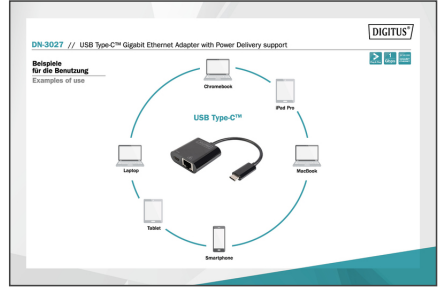 DIGITUS®
DN-3027 // USB Type-C™ Gigabit Ethernet Adapter with Power Delivery support
Beispiele
für die Benutzung
Examples of use
Chromebook
iPad Pro
USB Type-C™
Laptop
MacBook
Tablet
Smartphone